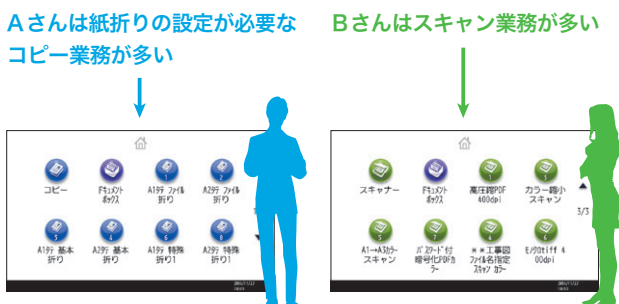 Aさんは紙折りの設定が必要な
コピー業務が多い
Bさんはスキャン業務が多い
コピー
ドキュメント
ボックス
A1タテ ファイル
折り
A2タテ ファイル
折り
A1タテ 基本
折り
A2タテ 基本
折り
A1タテ 特殊
折り1
A2タテ 特殊
折り1
スキャナー
ドキュメント
ボックス
高圧縮PDF
400dpi
カラー縮小
スキャン
3/3
A1→A3カラー
スキャン
パスワード付
暗号化PDFカ
ラー
**工事図
ファイル名指定
スキャン カラー
モノクロtiff 4
00dpi